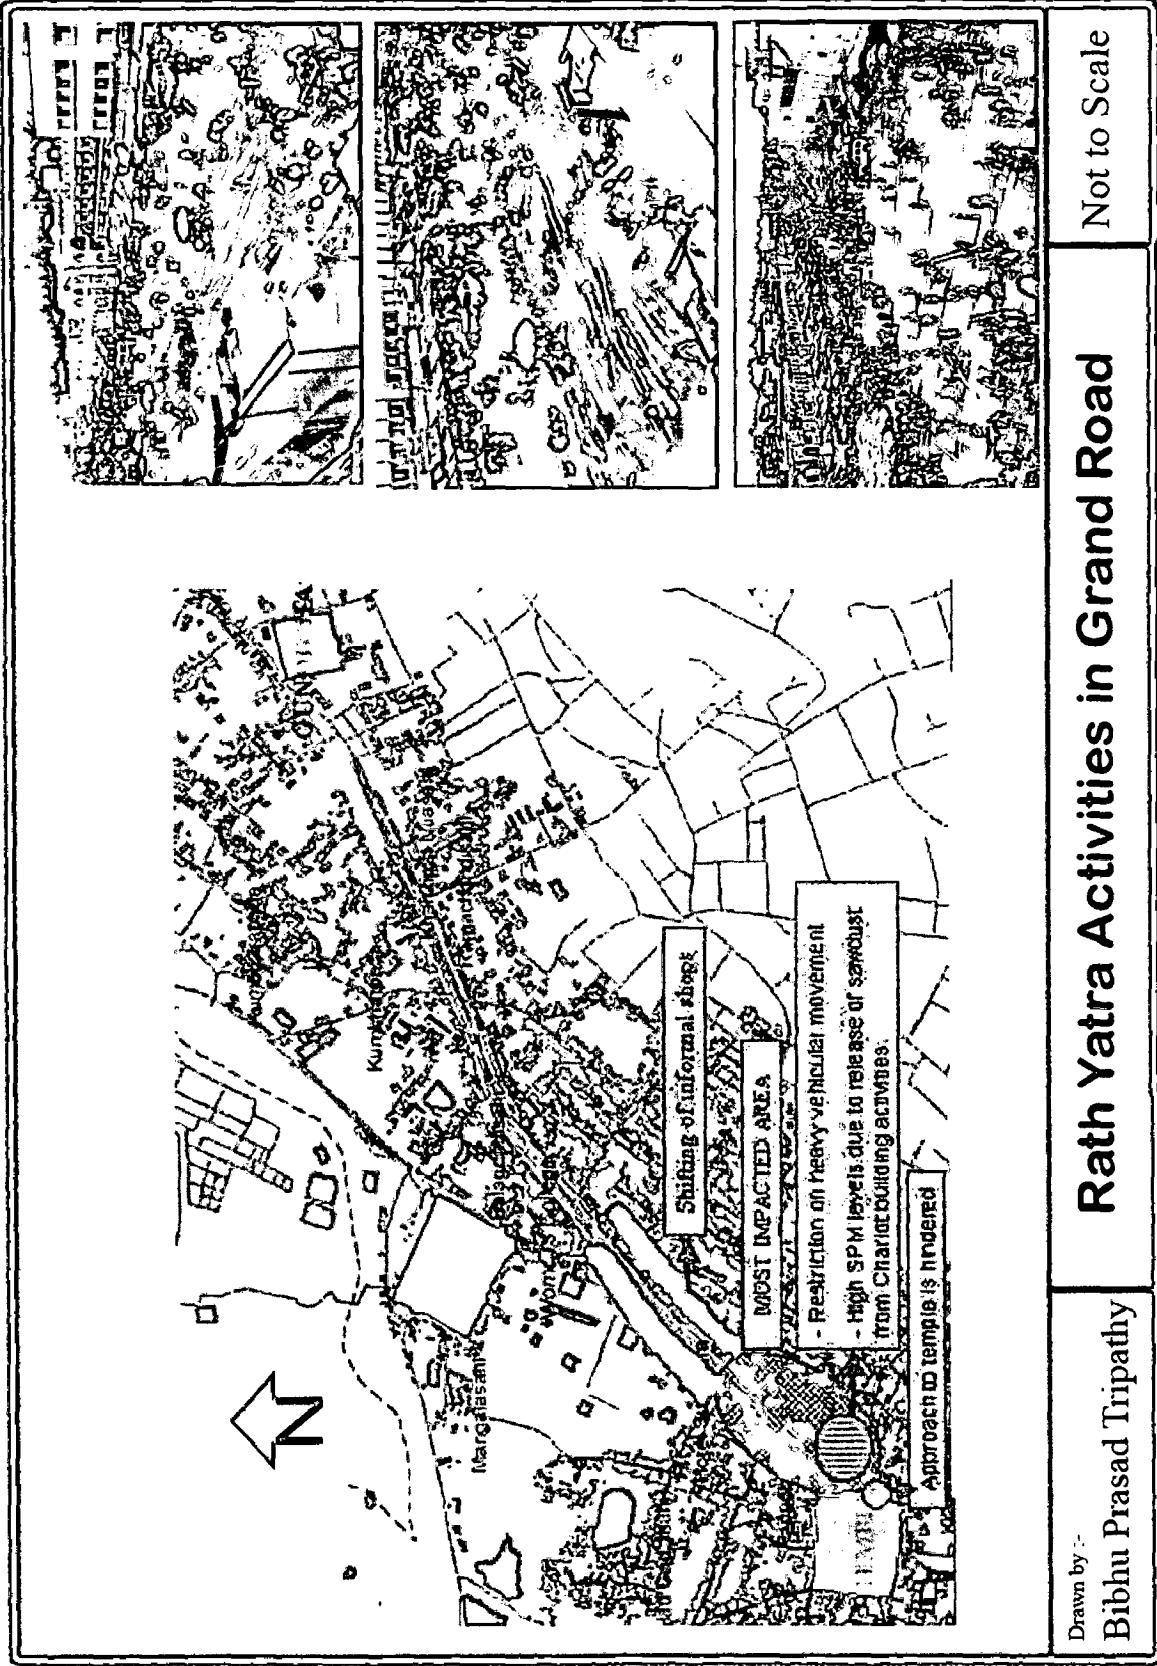 Mangalasahi
Shifting of informal shops
MOST IMPACTED AREA
- Restriction on heavy vehicular movement
- High SPM levels due to release of sawdust
from Chariot building activities.
Approach to temple is hindered
Drawn by :-
Bibhu Prasad Tripathy
Rath Yatra Activities in Grand Road
Not to Scale